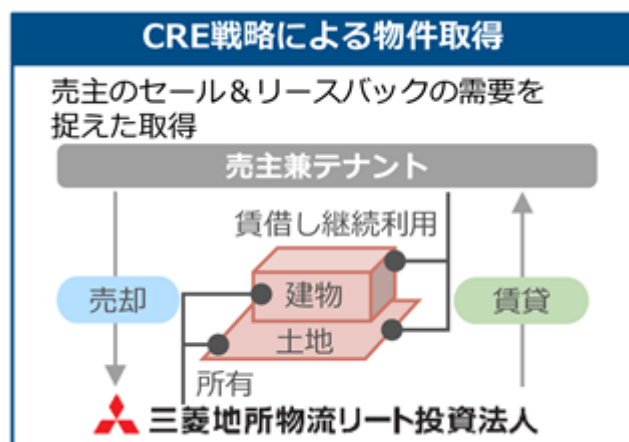 CRE戦略による物件取得
売主のセール＆リースバックの需要を
捉えた取得
売主兼テナント
賃借し継続利用
売却
建物
賃貸
土地
所有
三菱地所物流リート投資法人